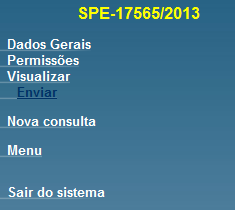 SPE-17565/2013
Dados Gerais
Permissões
Visualizar
Enviar
Nova consulta
Menu
Sair do sistema